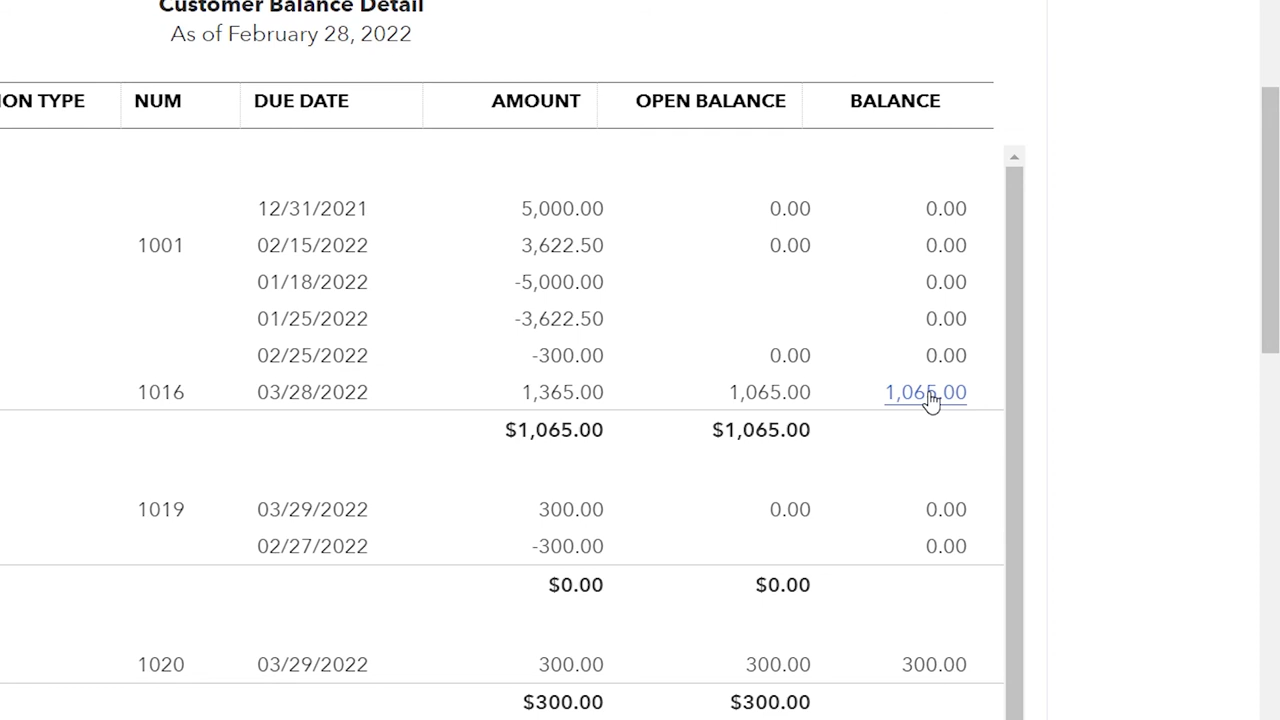 Customer Balance Detail
As of February 28, 2022
ION TYPE NUM DUE DATE AMOUNT OPEN BALANCE BALANCE
12/31/2021 5,000.00 0.00 0.00
1001 02/15/2022 3,622.50 0.00 0.00
01/18/2022 -5,000.00 0.00
01/25/2022 -3,622.50 0.00
02/25/2022 -300.00 0.00 0.00
1016 03/28/2022 1,365.00 1,065.00 1,065.00
$1,065.00 $1,065.00
1019 03/29/2022 300.00 0.00 0.00
02/27/2022 -300.00 0.00
$0.00 $0.00
1020 03/29/2022 300.00 300.00 300.00
$300.00 $300.00